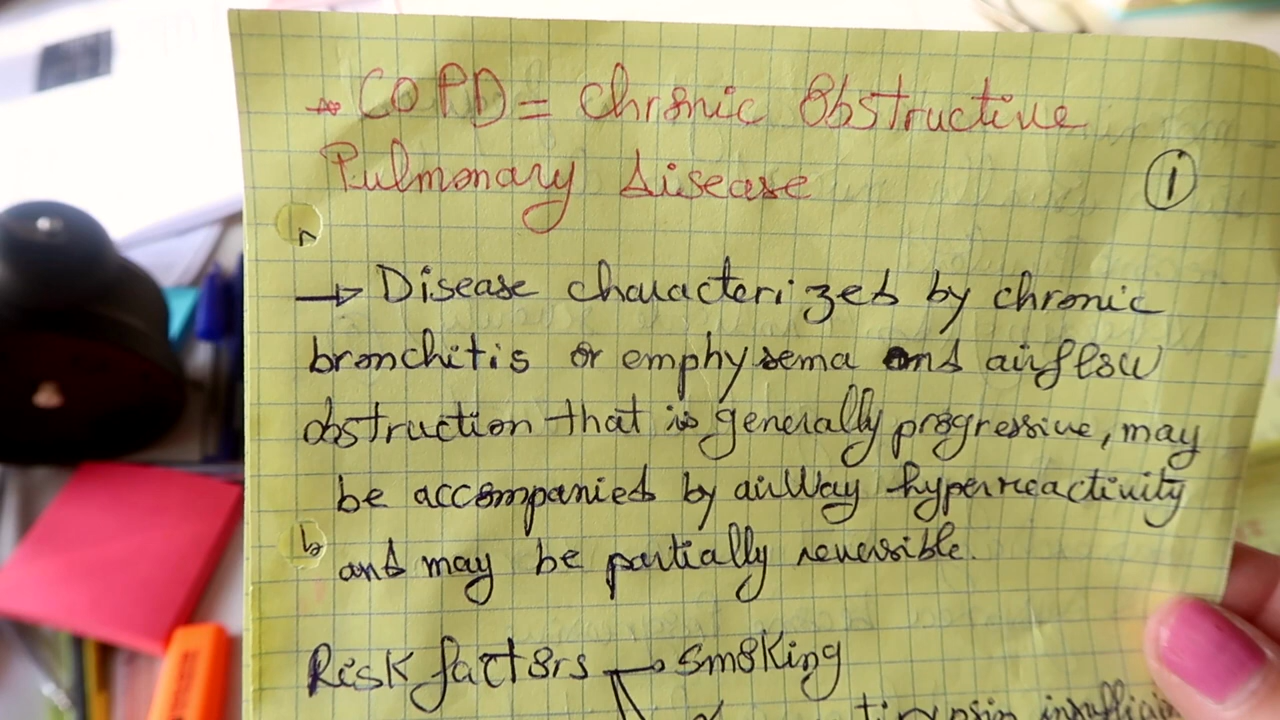 → COPD = Chronic Obstructive
Pulmonary disease
1
→ Disease characterized by chronic
bronchitis or emphysema and airflow
obstruction that is generally progressive, may
be accompanied by airway hyperreactivity
and may be partially reversible.
Risk factors → Smoking